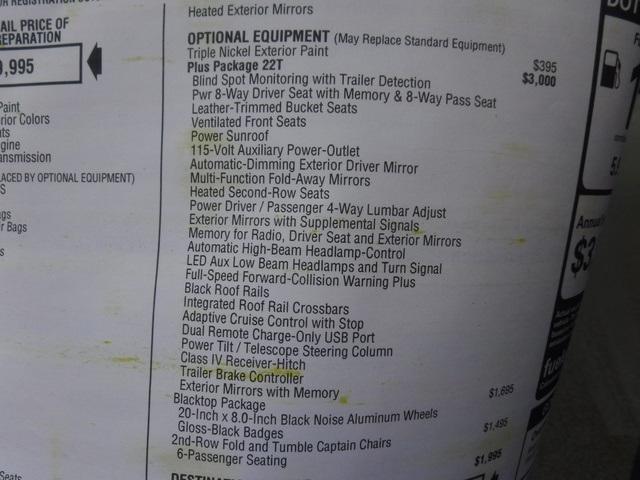 AIL PRICE OF
EPARATION
9,995
Paint
rior Colors
ats
gine
ansmission
LACED BY OPTIONAL EQUIPMENT)
S
ags
r Bags
s
Seats
Heated Exterior Mirrors
OPTIONAL EQUIPMENT (May Replace Standard Equipment)
Triple Nickel Exterior Paint $395
Plus Package 22T $3,000
Blind Spot Monitoring with Trailer Detection
Pwr 8-Way Driver Seat with Memory & 8-Way Pass Seat
Leather-Trimmed Bucket Seats
Ventilated Front Seats
Power Sunroof
115-Volt Auxiliary Power-Outlet
Automatic-Dimming Exterior Driver Mirror
Multi-Function Fold-Away Mirrors
Heated Second-Row Seats
Power Driver / Passenger 4-Way Lumbar Adjust
Exterior Mirrors with Supplemental Signals
Memory for Radio, Driver Seat and Exterior Mirrors
Automatic High-Beam Headlamp-Control
LED Aux Low Beam Headlamps and Turn Signal
Full-Speed Forward-Collision Warning Plus
Black Roof Rails
Integrated Roof Rail Crossbars
Adaptive Cruise Control with Stop
Dual Remote Charge-Only USB Port
Power Tilt / Telescope Steering Column
Class IV Receiver-Hitch
Trailer Brake Controller
Exterior Mirrors with Memory
Blacktop Package $1,695
20-Inch x 8.0-Inch Black Noise Aluminum Wheels
Gloss-Black Badges $1,495
2nd-Row Fold and Tumble Captain Chairs
6-Passenger Seating $1,995
Annual
$3
fue